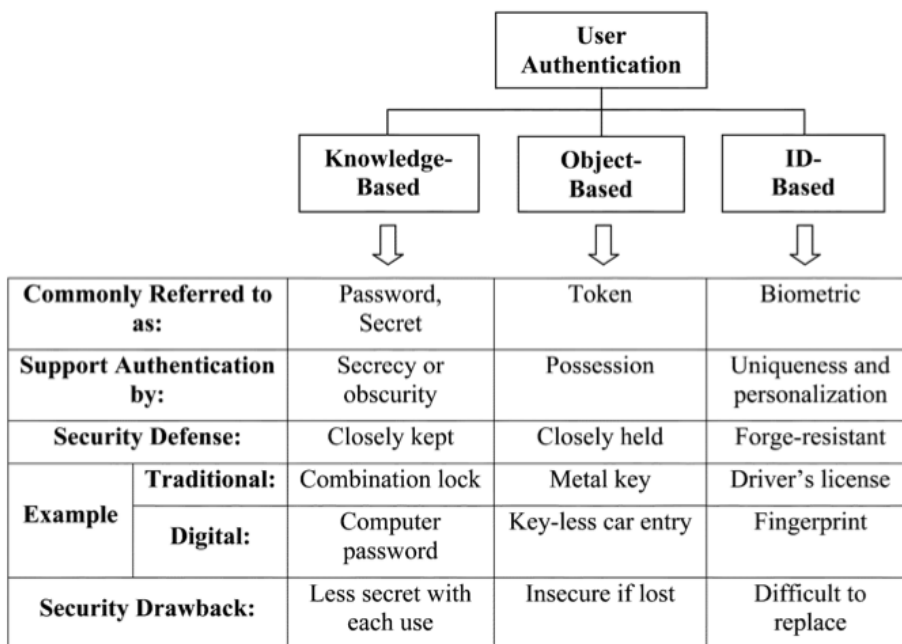 User
Authentication
Knowledge-
Based
Object-
Based
ID-
Based
Commonly Referred to
as:
Password,
Secret
Token
Biometric
Support Authentication
by:
Secrecy or
obscurity
Possession
Uniqueness and
personalization
Security Defense:
Closely kept
Closely held
Forge-resistant
Example
Traditional:
Combination lock
Metal key
Driver's license
Digital:
Computer
password
Key-less car entry
Fingerprint
Security Drawback:
Less secret with
each use
Insecure if lost
Difficult to
replace